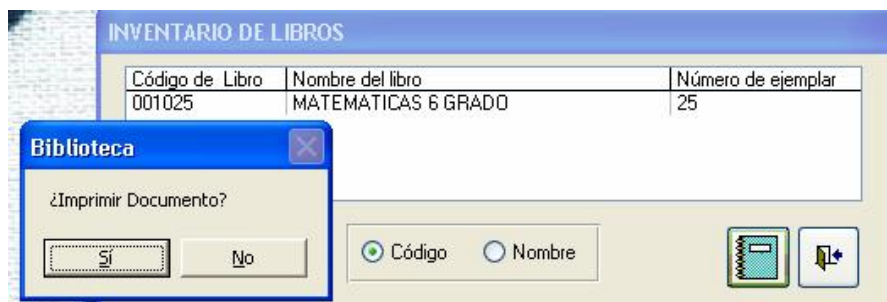 INVENTARIO DE LIBROS
Código de Libro Nombre del libro Número de ejemplar
001025 MATEMATICAS 6 GRADO 25
Biblioteca
¿Imprimir Documento?
Sí No
Código Nombre